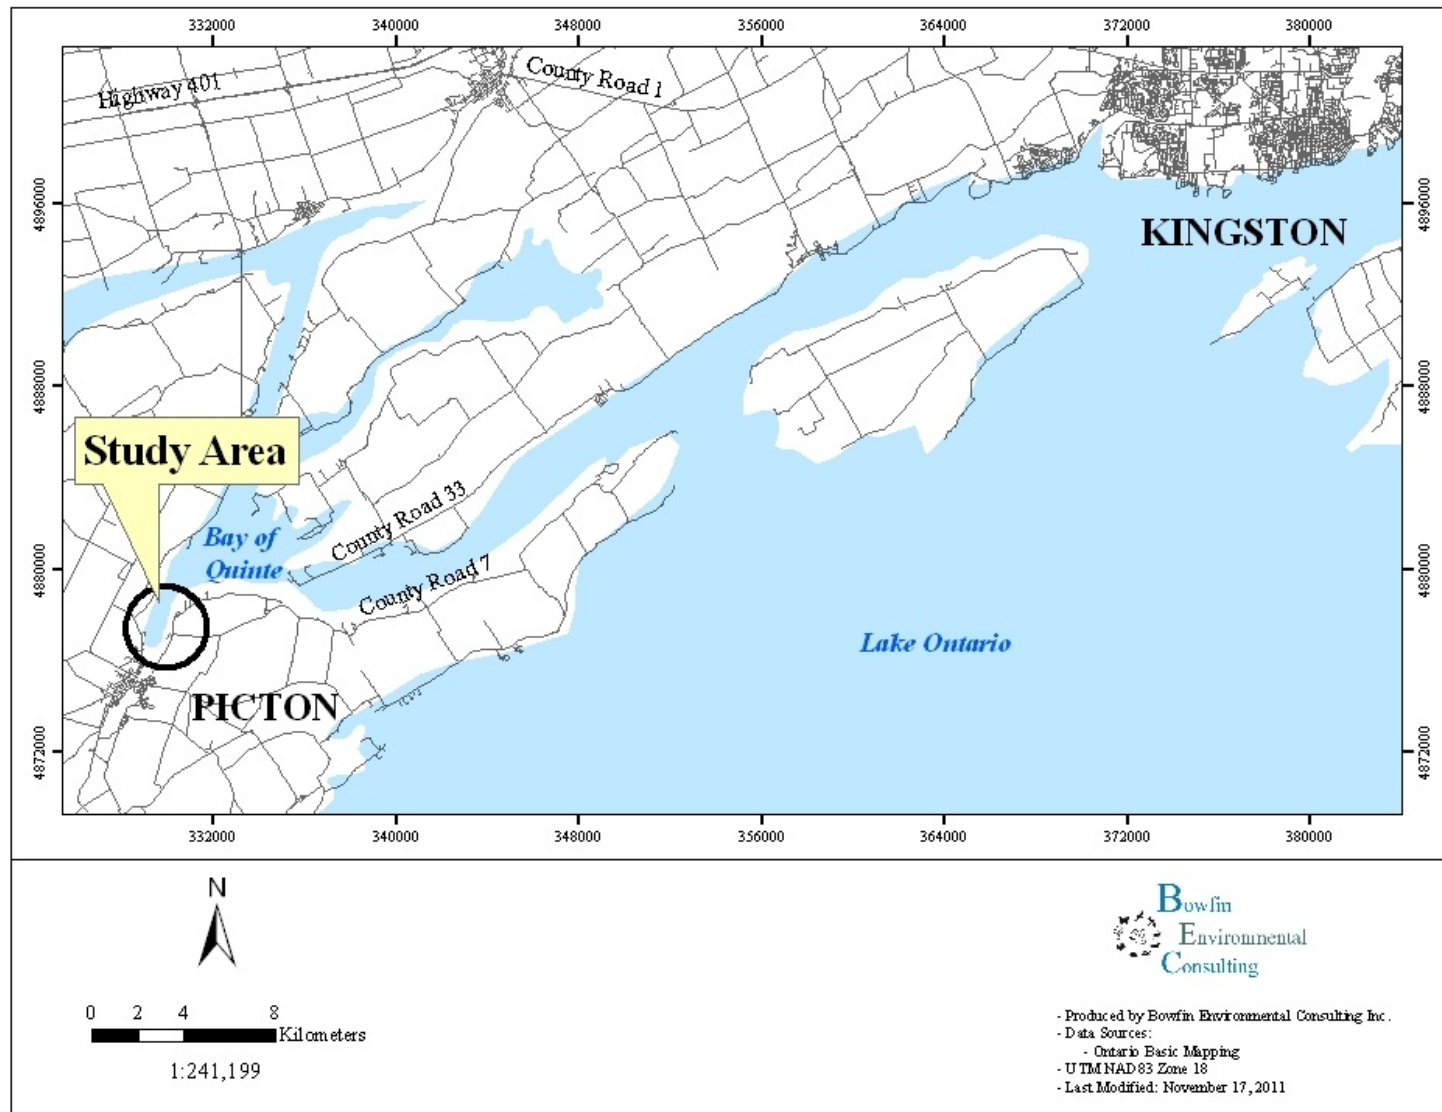 332000 340000 348000 356000 364000 372000 380000
County Road 1
Highway 401
4896000
4896000
KINGSTON
4888000
4888000
Study Area
County Road 33
Bay of
Quinte
4880000
4880000
County Road 7
Lake Ontario
PICTON
4872000
4872000
332000 340000 348000 356000 364000 372000 380000
N
0 2 4 8
Kilometers
1:241,199
Bowfin
Environmental
Consulting
- Produced by Bowfin Environmental Consulting Inc.
- Data Sources:
- Ontario Basic Mapping
- UTM NAD83 Zone 18
- Last Modified: November 17, 2011